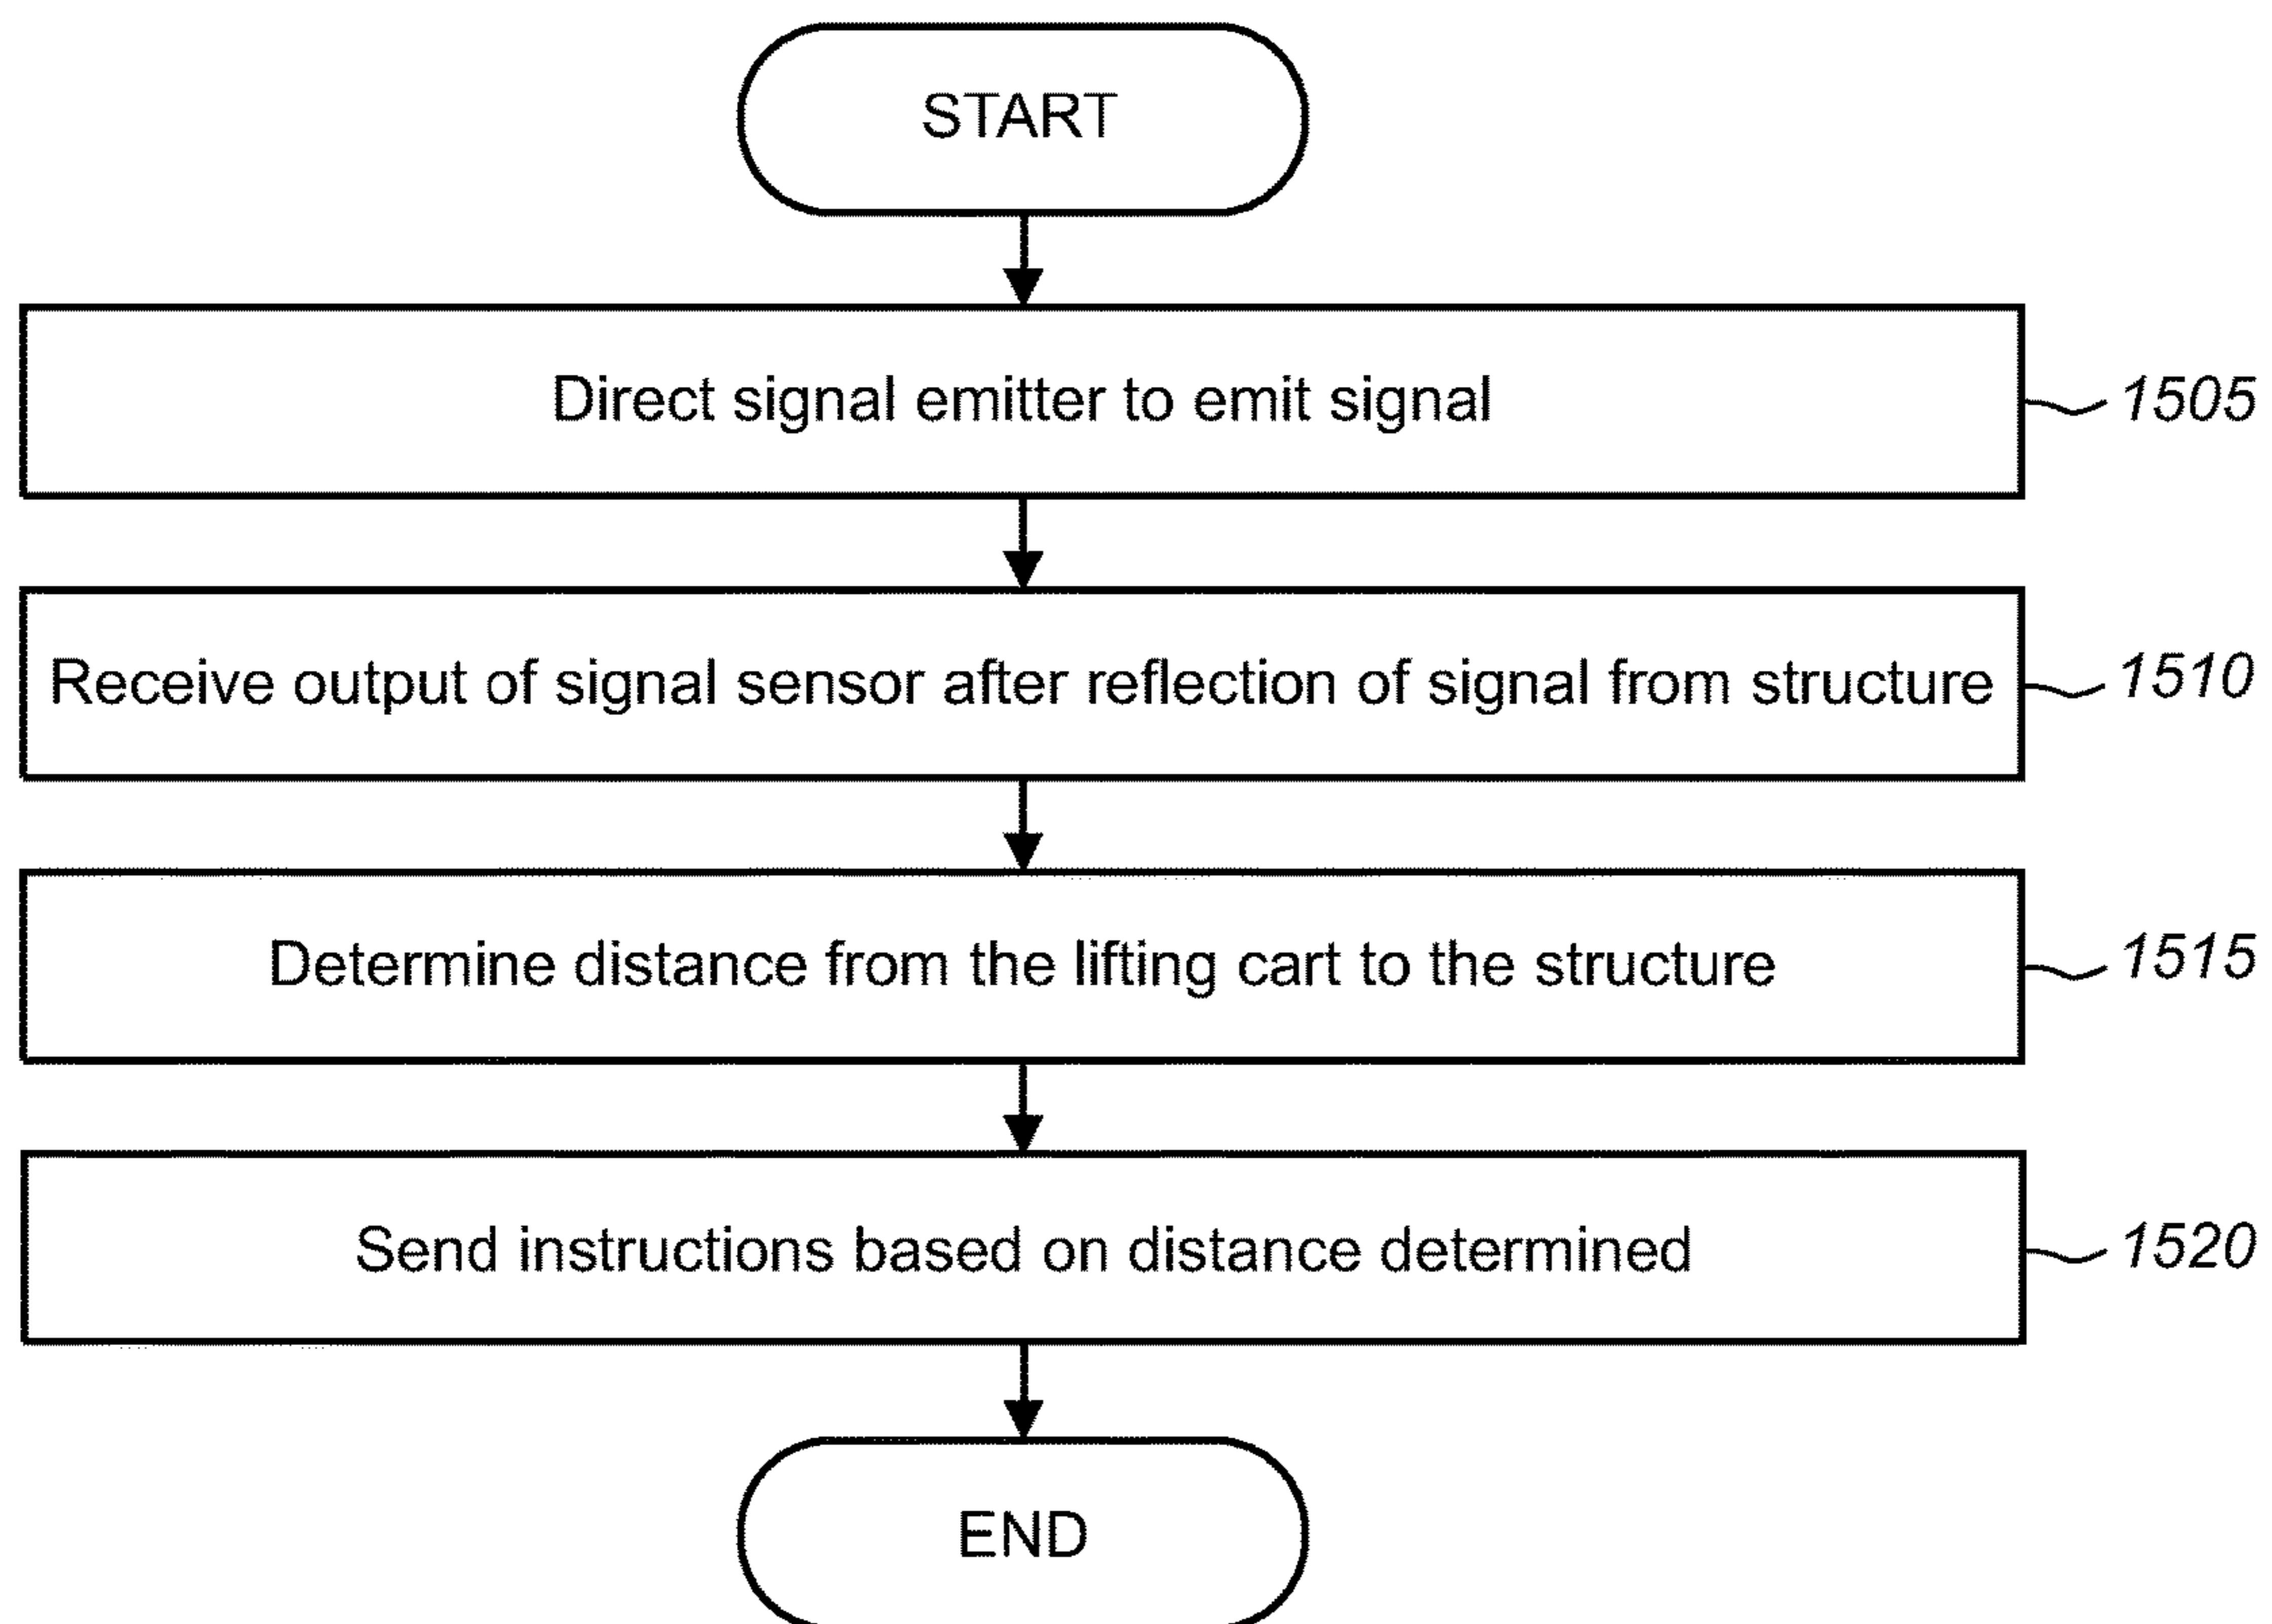 START
Direct signal emitter to emit signal
1505
Receive output of signal sensor after reflection of signal from structure
1510
Determine distance from the lifting cart to the structure
1515
Send instructions based on distance determined
1520
END